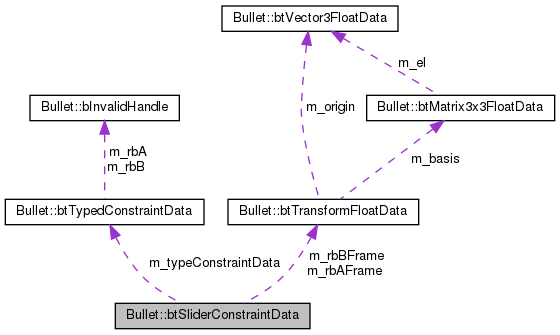 Bullet::btVector3FloatData
m_el
Bullet::bInvalidHandle
m_origin
Bullet::btMatrix3x3FloatData
m_rbA
m_rbB
m_basis
Bullet::btTypedConstraintData
Bullet::btTransformFloatData
m_typeConstraintData
m_rbBFrame
m_rbAFrame
Bullet::btSliderConstraintData